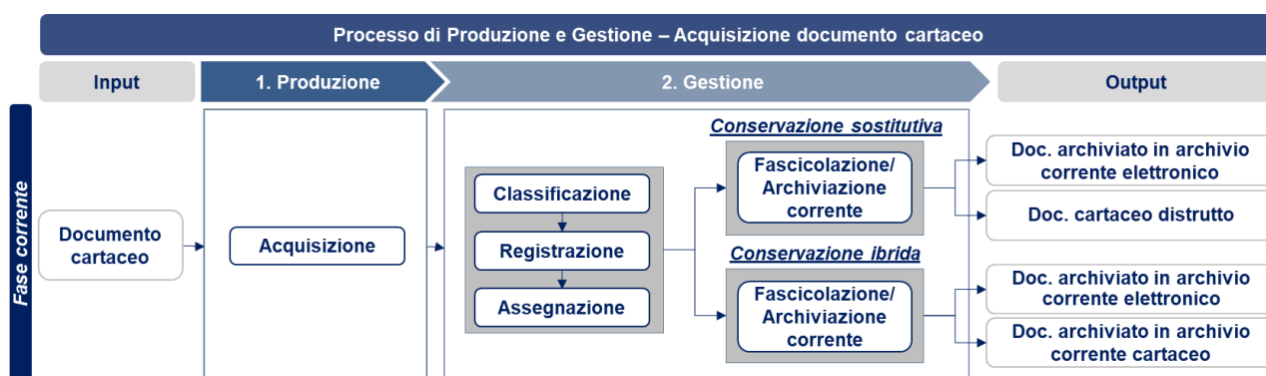 Processo di Produzione e Gestione – Acquisizione documento cartaceo
Input
1. Produzione
2. Gestione
Output
Fase corrente
Documento
cartaceo
Acquisizione
Classificazione
Registrazione
Assegnazione
Conservazione sostitutiva
Fascicolazione/
Archiviazione
corrente
Conservazione ibrida
Fascicolazione/
Archiviazione
corrente
Doc. archiviato in archivio
corrente elettronico
Doc. cartaceo distrutto
Doc. archiviato in archivio
corrente elettronico
Doc. archiviato in archivio
corrente cartaceo